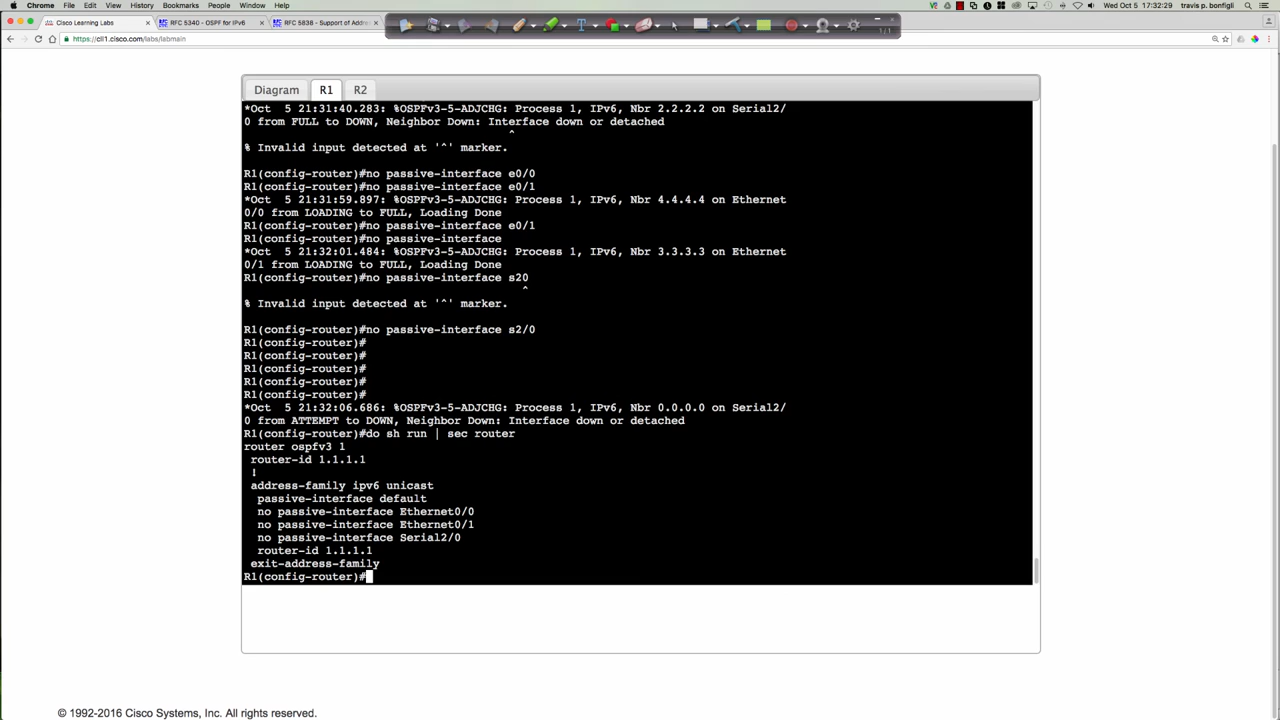 Chrome File Edit View History Bookmarks People Window Help
Wed Oct 5 17:32:29 travis p. bonfigli
Cisco Learning Labs
RFC 5340 - OSPF for IPv6
RFC 5838 - Support of Addre
https://cll1.cisco.com/labs/labmain
Diagram R1 R2
*Oct  5 21:31:40.283: %OSPFv3-5-ADJCHG: Process 1, IPv6, Nbr 2.2.2.2 on Serial2/
0 from FULL to DOWN, Neighbor Down: Interface down or detached
^
% Invalid input detected at '^' marker.
R1(config-router)#no passive-interface e0/0
R1(config-router)#no passive-interface e0/1
*Oct  5 21:31:59.897: %OSPFv3-5-ADJCHG: Process 1, IPv6, Nbr 4.4.4.4 on Ethernet
0/0 from LOADING to FULL, Loading Done
R1(config-router)#no passive-interface e0/1
R1(config-router)#no passive-interface
*Oct  5 21:32:01.484: %OSPFv3-5-ADJCHG: Process 1, IPv6, Nbr 3.3.3.3 on Ethernet
0/1 from LOADING to FULL, Loading Done
R1(config-router)#no passive-interface s20
^
% Invalid input detected at '^' marker.
R1(config-router)#no passive-interface s2/0
R1(config-router)#
R1(config-router)#
R1(config-router)#
R1(config-router)#
R1(config-router)#
*Oct  5 21:32:06.686: %OSPFv3-5-ADJCHG: Process 1, IPv6, Nbr 0.0.0.0 on Serial2/
0 from ATTEMPT to DOWN, Neighbor Down: Interface down or detached
R1(config-router)#do sh run | sec router
router ospfv3 1
router-id 1.1.1.1
!
address-family ipv6 unicast
passive-interface default
no passive-interface Ethernet0/0
no passive-interface Ethernet0/1
no passive-interface Serial2/0
router-id 1.1.1.1
exit-address-family
R1(config-router)#
© 1992-2016 Cisco Systems, Inc. All rights reserved.